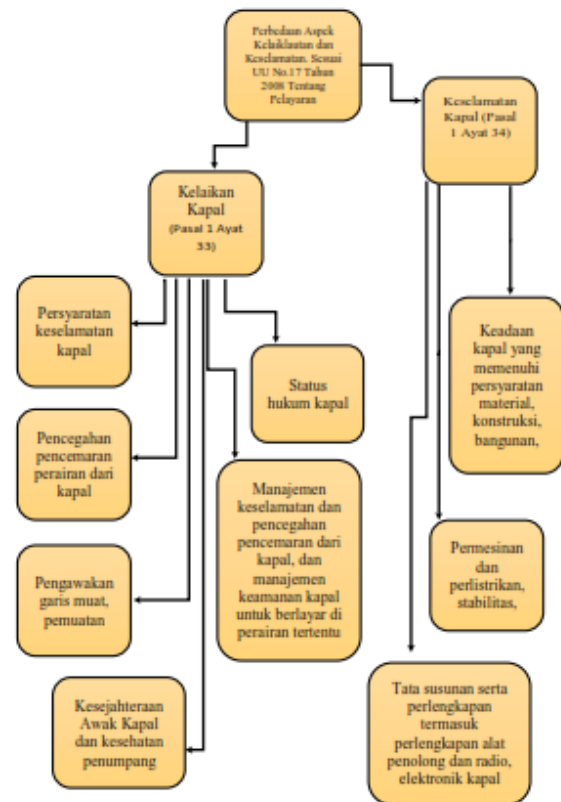 Perbedaan Aspek
Kelaiklautan dan
Keselamatan. Sesuai
UU No.17 Tahun
2008 Tentang
Pelayaran
Keselamatan
Kapal (Pasal
1 Ayat 34)
Kelaikan
Kapal
(Pasal 1 Ayat
33)
Persyaratan
keselamatan
kapal
Status
hukum kapal
Keadaan
kapal yang
memenuhi
persyaratan
material,
konstruksi,
bangunan,
Pencegahan
pencemaran
perairan dari
kapal
Manajemen
keselamatan dan
pencegahan
pencemaran dari
kapal, dan
manajemen
keamanan kapal
untuk berlayar di
perairan tertentu
Permesinan
dan
perlistrikan,
stabilitas,
Pengawakan
garis muat,
pemuatan
Kesejahteraan
Awak Kapal
dan kesehatan
penumpang
Tata susunan serta
perlengkapan
termasuk
perlengkapan alat
penolong dan radio,
elektronik kapal